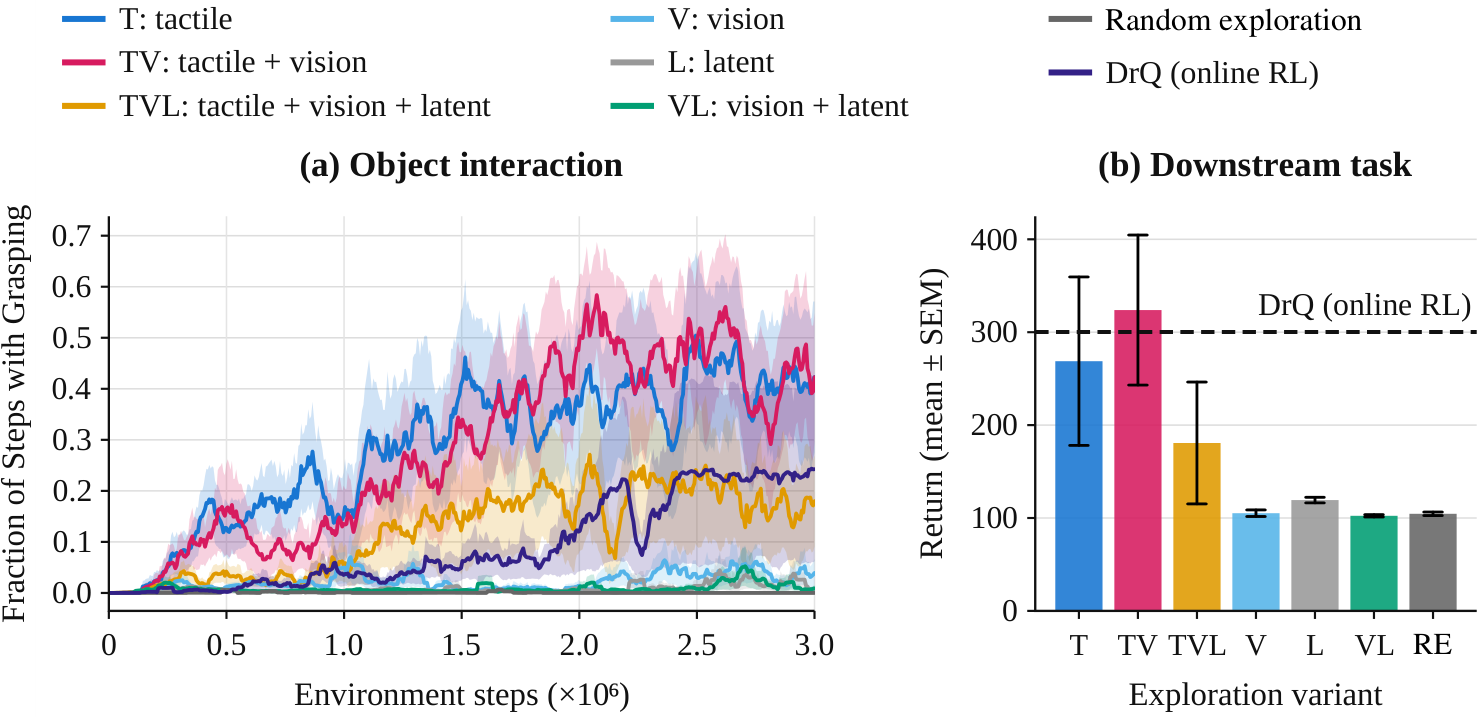 T: tactile
TV: tactile + vision
TVL: tactile + vision + latent
V: vision
L: latent
VL: vision + latent
Random exploration
DrQ (online RL)
(a) Object interaction
Fraction of Steps with Grasping
0.7
0.6
0.5
0.4
0.3
0.2
0.1
0.0
0 0.5 1.0 1.5 2.0 2.5 3.0
Environment steps (×10⁶)
(b) Downstream task
Return (mean ± SEM)
400
300
200
100
0
DrQ (online RL)
T TV TVL V L VL RE
Exploration variant